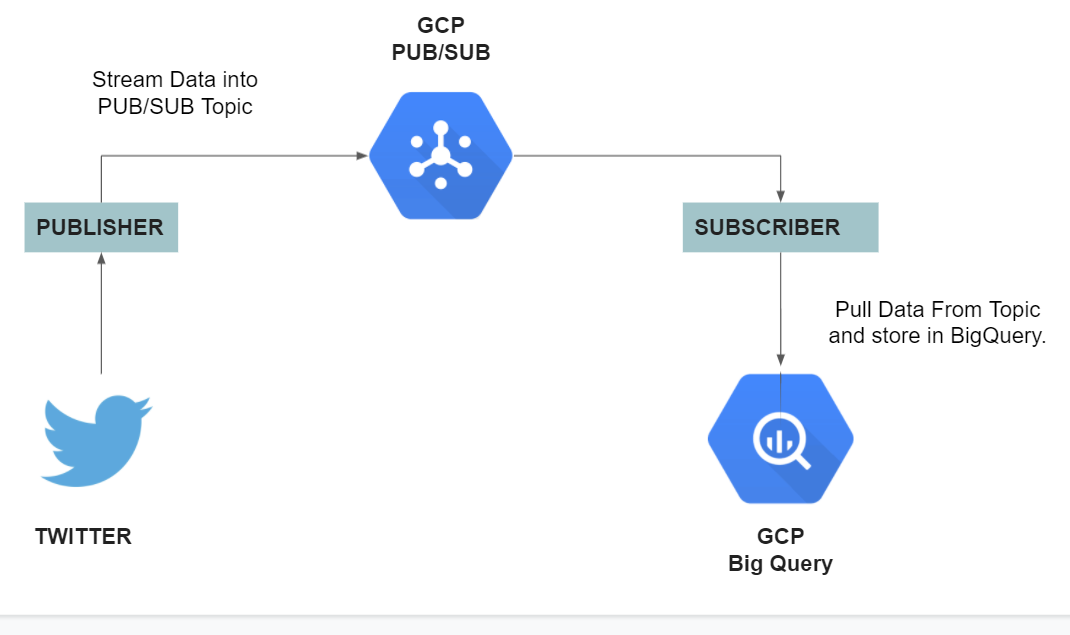 GCP
PUB/SUB
Stream Data into
PUB/SUB Topic
PUBLISHER
SUBSCRIBER
Pull Data From Topic
and store in BigQuery.
TWITTER
GCP
Big Query